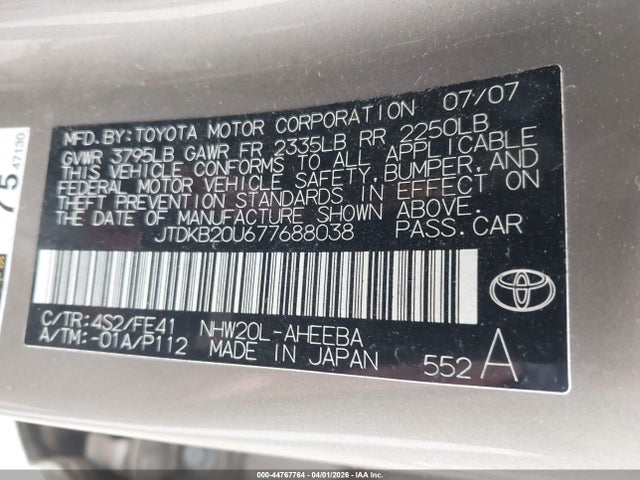 MFD.BY:TOYOTA MOTOR CORPORATION 07/07
GVWR 3795LB GAWR FR 2335LB RR 2250LB
THIS VEHICLE CONFORMS TO ALL APPLICABLE
FEDERAL MOTOR VEHICLE SAFETY,BUMPER,AND
THEFT PREVENTION STANDARDS IN EFFECT ON
THE DATE OF MANUFACTURE SHOWN ABOVE.
JTDKB20U677688038 PASS.CAR
C/TR:4S2/FE41 NHW20L-AHEEBA
A/TM:-01A/P112 MADE IN JAPAN
552 A
TOYOTA
75
47130
000-44767764 | 04/01/2026 | IAA Inc.